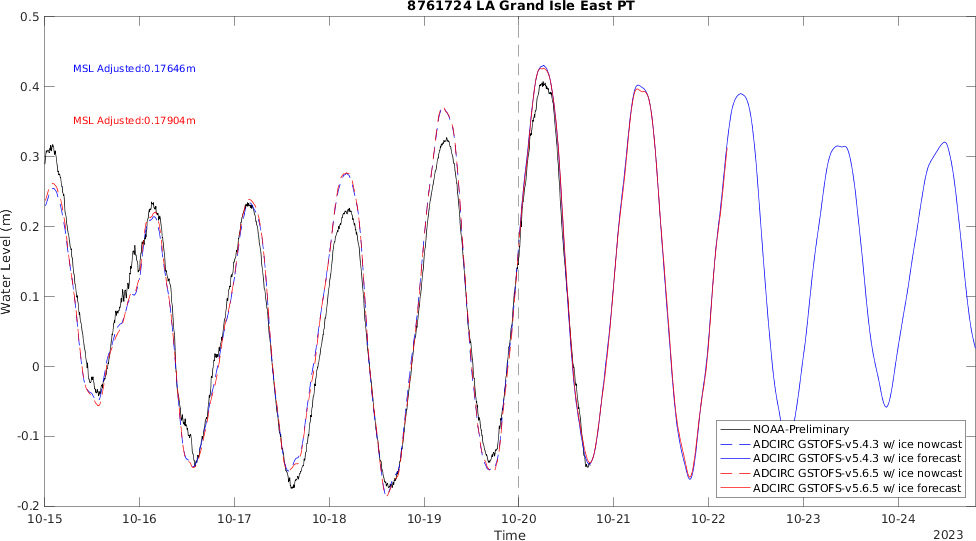 8761724 LA Grand Isle East PT
0.5
MSL Adjusted:0.17646m
0.4
MSL Adjusted:0.17904m
0.3
0.2
Water Level (m)
0.1
0
-0.1
NOAA-Preliminary
ADCIRC GSTOFS-v5.4.3 w/ ice nowcast
ADCIRC GSTOFS-v5.4.3 w/ ice forecast
ADCIRC GSTOFS-v5.6.5 w/ ice nowcast
ADCIRC GSTOFS-v5.6.5 w/ ice forecast
-0.2
10-15 10-16 10-17 10-18 10-19 10-20 10-21 10-22 10-23 10-24
Time
2023